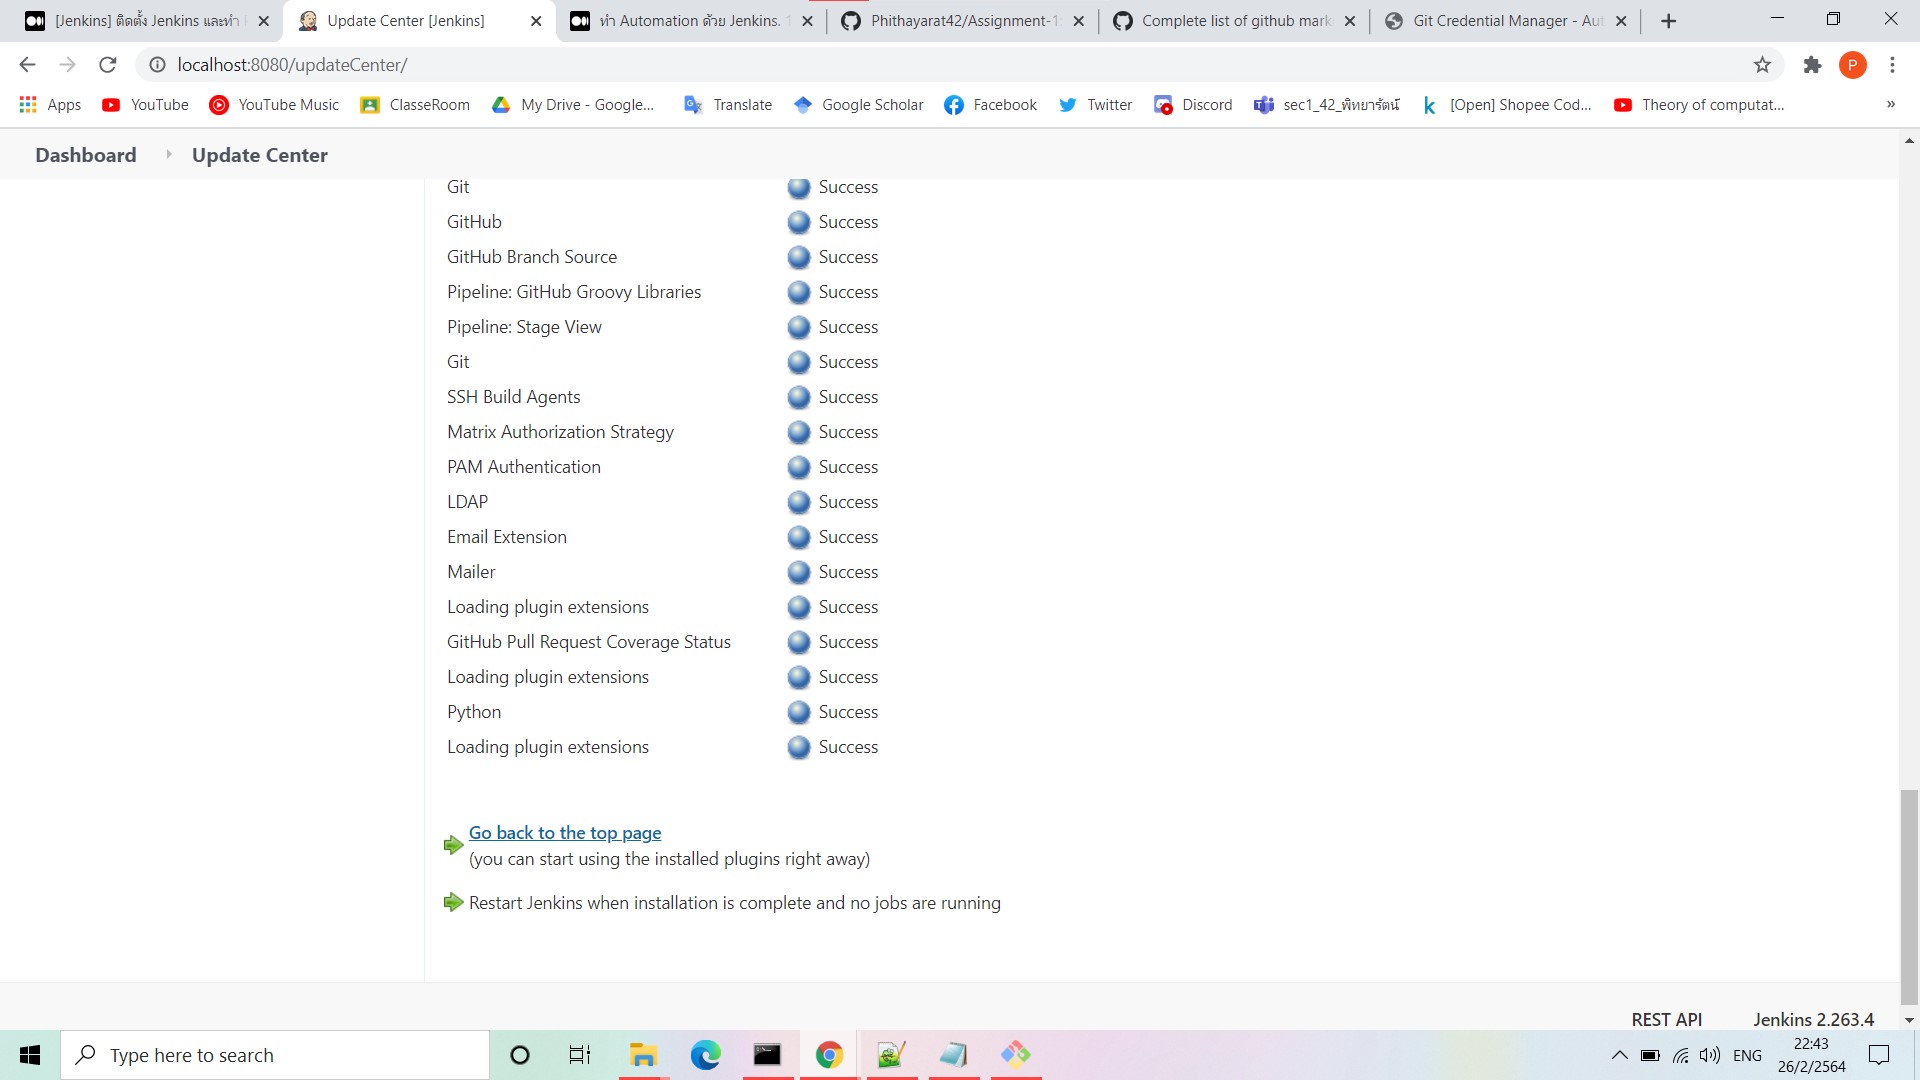 [Jenkins] ติดตั้ง Jenkins และทำ
Update Center [Jenkins]
ทำ Automation ด้วย Jenkins.
Phithayarat42/Assignment-1
Complete list of github mark
Git Credential Manager - Aut
localhost:8080/updateCenter/
P
Apps
YouTube
YouTube Music
ClasseRoom
My Drive - Google...
Translate
Google Scholar
Facebook
Twitter
Discord
sec1_42_พิทยารัตน์
[Open] Shopee Cod...
Theory of computat...
»
Dashboard
Update Center
Git Success
GitHub Success
GitHub Branch Source Success
Pipeline: GitHub Groovy Libraries Success
Pipeline: Stage View Success
Git Success
SSH Build Agents Success
Matrix Authorization Strategy Success
PAM Authentication Success
LDAP Success
Email Extension Success
Mailer Success
Loading plugin extensions Success
GitHub Pull Request Coverage Status Success
Loading plugin extensions Success
Python Success
Loading plugin extensions Success
Go back to the top page
(you can start using the installed plugins right away)
Restart Jenkins when installation is complete and no jobs are running
REST API Jenkins 2.263.4
Type here to search
ENG
22:43
26/2/2564